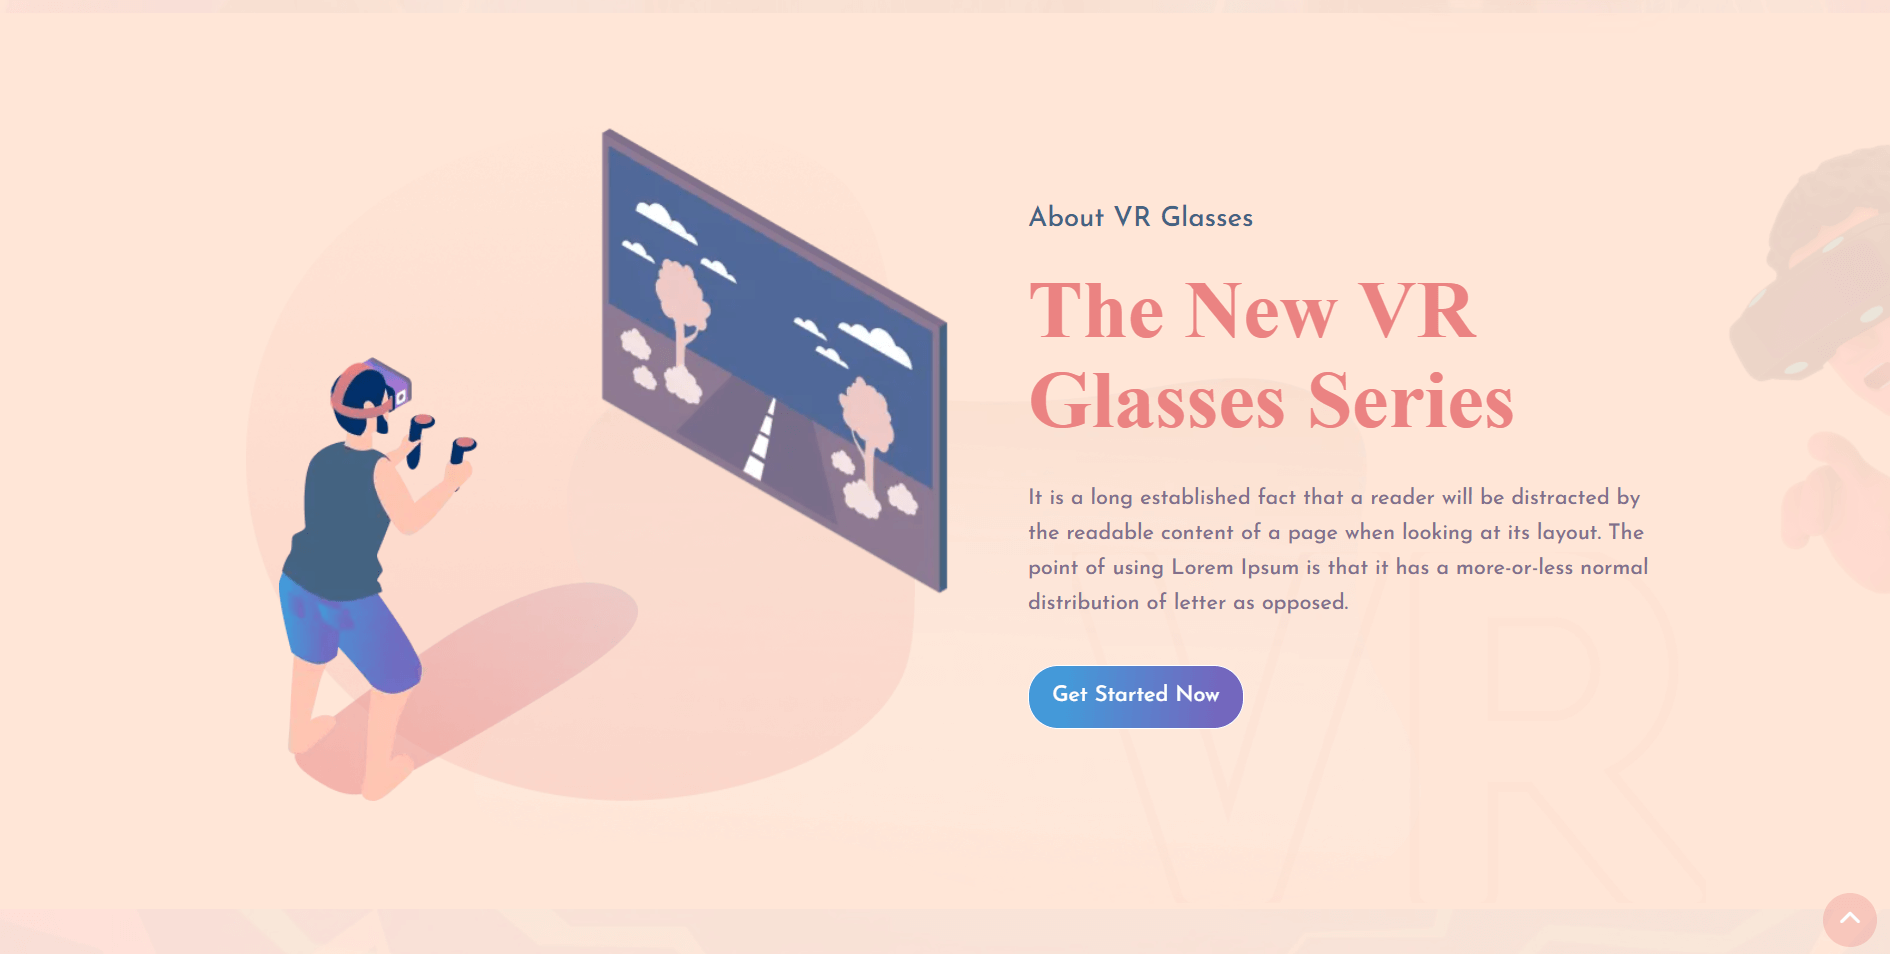 About VR Glasses
The New VR
Glasses Series
It is a long established fact that a reader will be distracted by
the readable content of a page when looking at its layout. The
point of using Lorem Ipsum is that it has a more-or-less normal
distribution of letter as opposed.
Get Started Now
VR